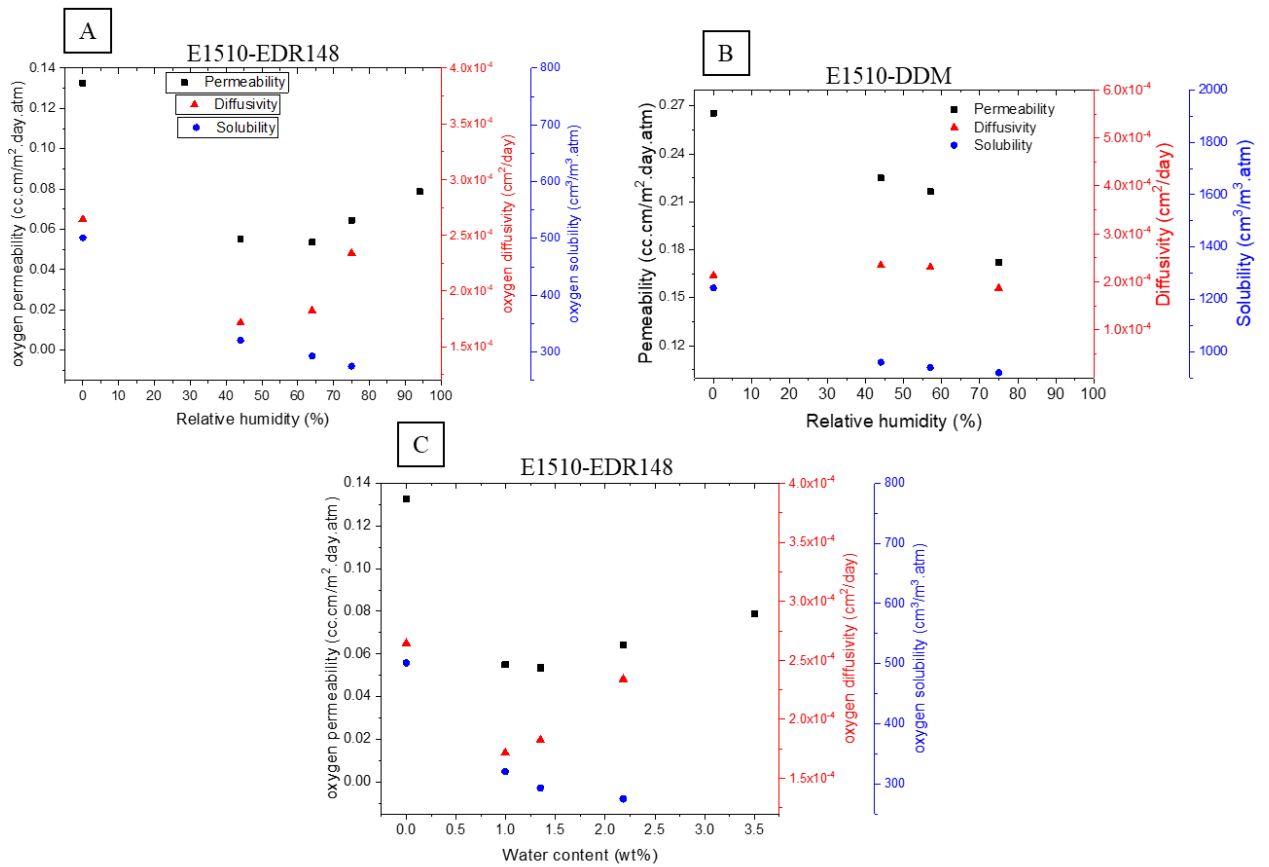 A
E1510-EDR148
Permeability
Diffusivity
Solubility
oxygen permeability (cc.cm/m².day.atm)
0.14
0.12
0.10
0.08
0.06
0.04
0.02
0.00
0 10 20 30 40 50 60 70 80 90 100
Relative humidity (%)
4.0x10⁻⁴
3.5x10⁻⁴
3.0x10⁻⁴
2.5x10⁻⁴
2.0x10⁻⁴
1.5x10⁻⁴
oxygen diffusivity (cm²/day)
800
700
600
500
400
300
oxygen solubility (cm³/m³.atm)
B
E1510-DDM
Permeability
Diffusivity
Solubility
Permeability (cc.cm/m².day.atm)
0.27
0.24
0.21
0.18
0.15
0.12
0 10 20 30 40 50 60 70 80 90 100
Relative humidity (%)
6.0x10⁻⁴
5.0x10⁻⁴
4.0x10⁻⁴
3.0x10⁻⁴
2.0x10⁻⁴
1.0x10⁻⁴
Diffusivity (cm²/day)
2000
1800
1600
1400
1200
1000
Solubility (cm³/m³.atm)
C
E1510-EDR148
oxygen permeability (cc.cm/m².day.atm)
0.14
0.12
0.10
0.08
0.06
0.04
0.02
0.00
0.0 0.5 1.0 1.5 2.0 2.5 3.0 3.5
Water content (wt%)
4.0x10⁻⁴
3.5x10⁻⁴
3.0x10⁻⁴
2.5x10⁻⁴
2.0x10⁻⁴
1.5x10⁻⁴
oxygen diffusivity (cm²/day)
800
700
600
500
400
300
oxygen solubility (cm³/m³.atm)